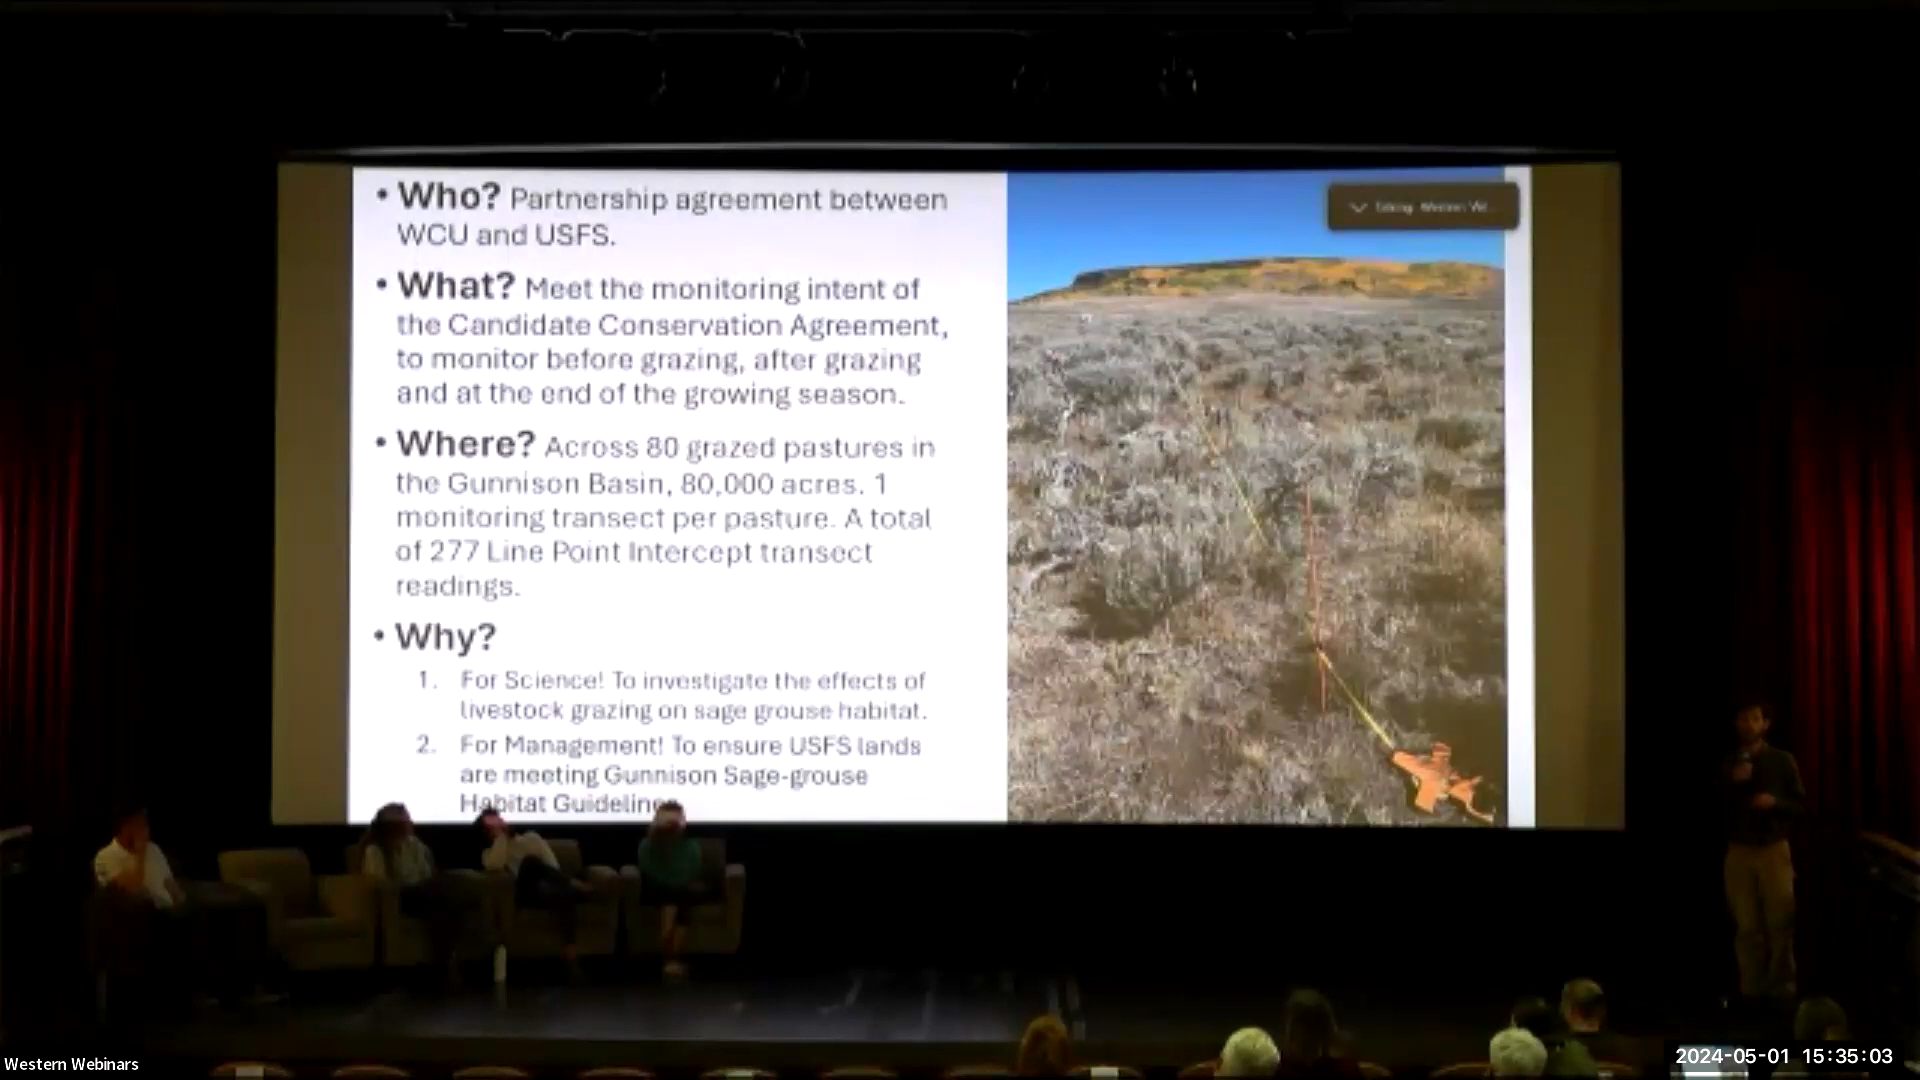 • Who? Partnership agreement between
WCU and USFS.
• What? Meet the monitoring intent of
the Candidate Conservation Agreement,
to monitor before grazing, after grazing
and at the end of the growing season.
• Where? Across 80 grazed pastures in
the Gunnison Basin, 80,000 acres. 1
monitoring transect per pasture. A total
of 277 Line Point Intercept transect
readings.
• Why?
1. For Science! To investigate the effects of
livestock grazing on sage grouse habitat.
2. For Management! To ensure USFS lands
are meeting Gunnison Sage-grouse
Habitat Guidelines
Talking: Western
Western Webinars
2024-05-01 15:35:03